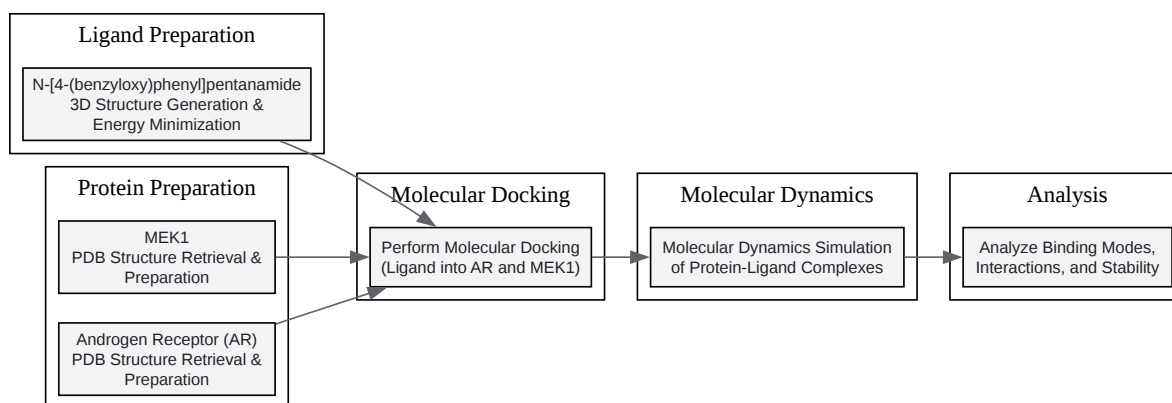 Ligand Preparation
N-[4-(benzyloxy)phenyl]pentanamide
3D Structure Generation &
Energy Minimization
Protein Preparation
MEK1
PDB Structure Retrieval &
Preparation
Androgen Receptor (AR)
PDB Structure Retrieval &
Preparation
Molecular Docking
Perform Molecular Docking
(Ligand into AR and MEK1)
Molecular Dynamics
Molecular Dynamics Simulation
of Protein-Ligand Complexes
Analysis
Analyze Binding Modes,
Interactions, and Stability